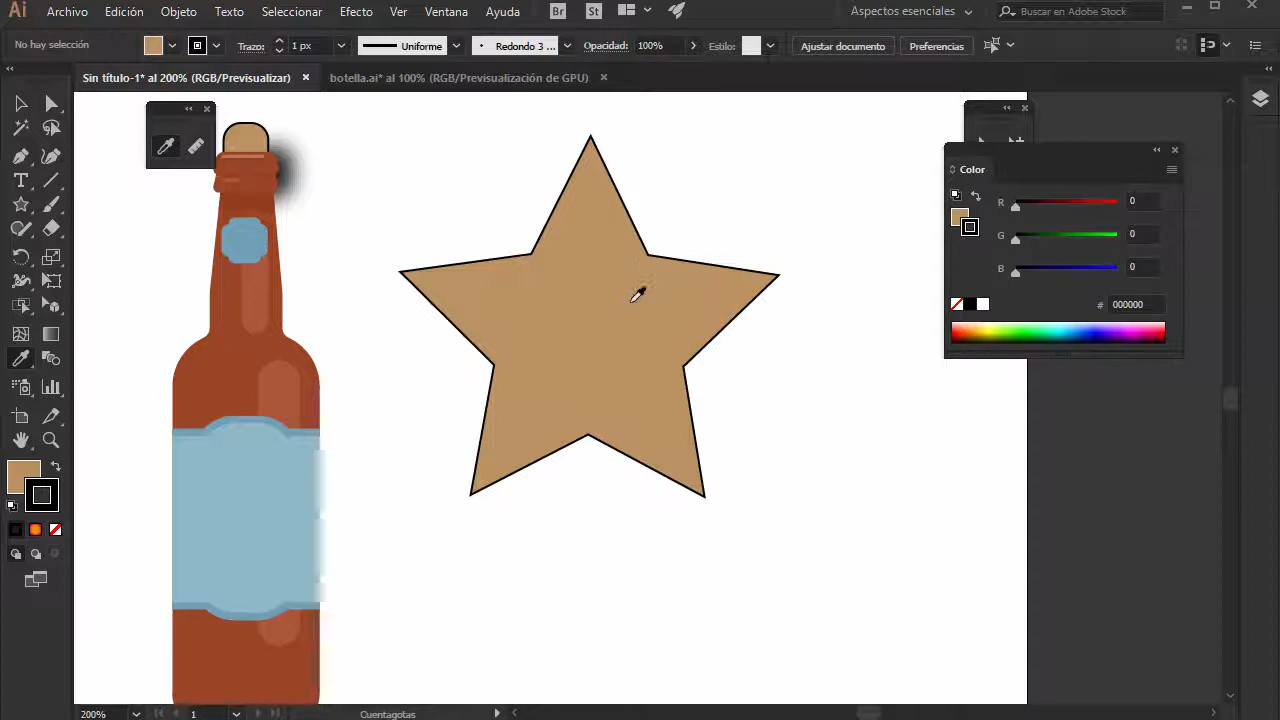 Ai Archivo Edición Objeto Texto Seleccionar Efecto Ver Ventana Ayuda Br St Aspectos esenciales Buscar en Adobe Stock
No hay selección Trazo: 1 px Uniforme Redondo 3 ... Opacidad: 100% Estilo: Ajustar documento Preferencias
Sin título-1* al 200% (RGB/Previsualizar) × botella.ai* al 100% (RGB/Previsualización de GPU) ×
Color
R 0
G 0
B 0
# 000000
200% 1 Cuentagotas